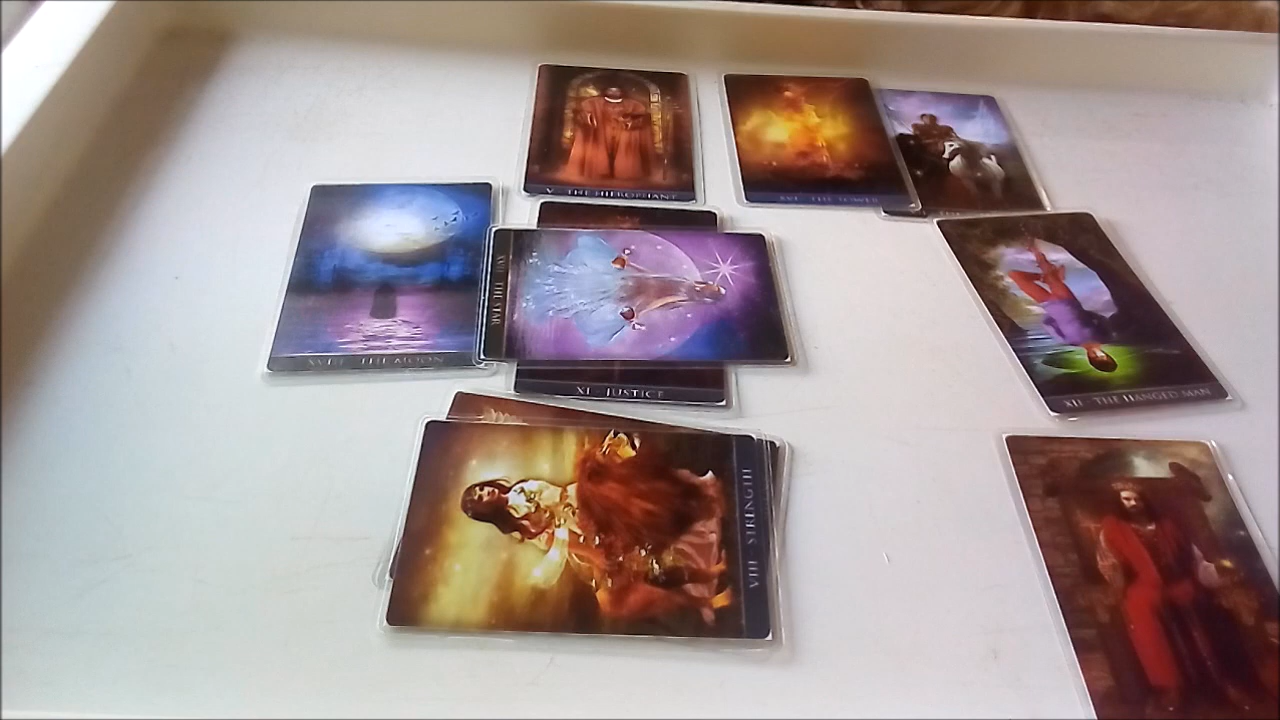 V - THE HIEROPHANT
XVI - THE TOWER
XVIII - THE MOON
XVII - THE STAR
XI - JUSTICE
XII - THE HANGED MAN
VIII - STRENGTH